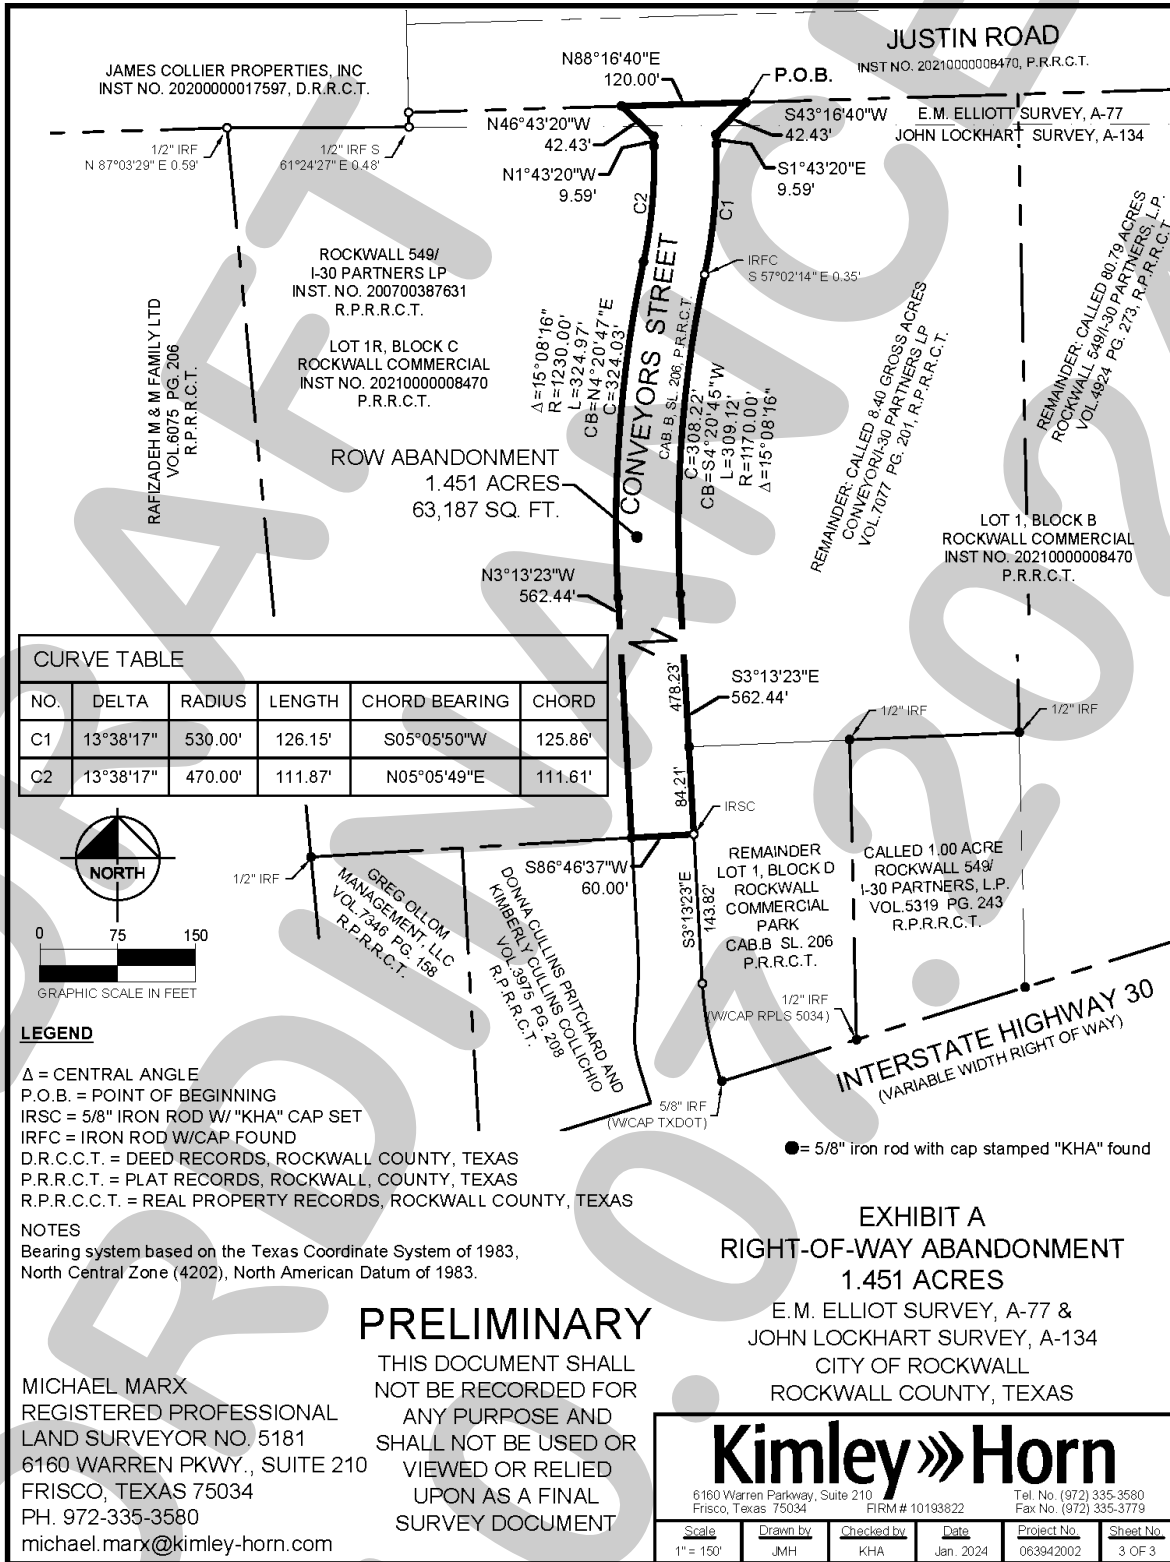 JUSTIN ROAD
INST NO. 20210000008470, P.R.R.C.T.
N88°16'40"E
120.00'
P.O.B.
JAMES COLLIER PROPERTIES, INC
INST NO. 20200000017597, D.R.R.C.T.
S43°16'40"W
42.43'
E.M. ELLIOTT SURVEY, A-77
JOHN LOCKHART SURVEY, A-134
N46°43'20"W
42.43'
1/2" IRF
N 87°03'29" E 0.59'
1/2" IRF S
61°24'27" E 0.48'
N1°43'20"W
9.59'
S1°43'20"E
9.59'
C2
C1
IRFC
S 57°02'14" E 0.35'
ROCKWALL 549/
I-30 PARTNERS LP
INST. NO. 200700387631
R.P.R.R.C.T.
LOT 1R, BLOCK C
ROCKWALL COMMERCIAL
INST NO. 20210000008470
P.R.R.C.T.
RAFIZADEH M & M FAMILY LTD
VOL.6075 PG. 206
R.P.R.R.C.T.
Δ=15°08'16"
R=1230.00'
L=324.97'
CB=N4°20'47"E
C=324.03'
CONVEYORS STREET
CAB. B, SL. 206, P.R.R.C.T.
C=308.22'
CB=S4°20'45"W
L=309.12'
R=1170.00'
Δ=15°08'16"
REMAINDER: CALLED 8.40 GROSS ACRES
CONVEYOR/I-30 PARTNERS LP
VOL.7077 PG. 201, R.P.R.R.C.T.
REMAINDER: CALLED 80.79 ACRES
ROCKWALL 549/I-30 PARTNERS, L.P.
VOL.4924 PG. 273, R.P.R.R.C.T.
ROW ABANDONMENT
1.451 ACRES
63,187 SQ. FT.
LOT 1, BLOCK B
ROCKWALL COMMERCIAL
INST NO. 20210000008470
P.R.R.C.T.
N3°13'23"W
562.44'
CURVE TABLE
NO. DELTA RADIUS LENGTH CHORD BEARING CHORD
C1 13°38'17" 530.00' 126.15' S05°05'50"W 125.86'
C2 13°38'17" 470.00' 111.87' N05°05'49"E 111.61'
478.23'
S3°13'23"E
562.44'
1/2" IRF
1/2" IRF
84.21'
IRSC
NORTH
1/2" IRF
S86°46'37"W
60.00'
GREG OLLOM
MANAGEMENT, LLC
VOL.7346 PG. 158
R.P.R.R.C.T.
DONNA CULLINS PRITCHARD AND
KIMBERLY CULLINS COLLICHIO
VOL.3975 PG. 208
R.P.R.R.C.T.
S3°13'23"E
143.82'
REMAINDER
LOT 1, BLOCK D
ROCKWALL
COMMERCIAL
PARK
CAB.B SL. 206
P.R.R.C.T.
CALLED 1.00 ACRE
ROCKWALL 549/
I-30 PARTNERS, L.P.
VOL.5319 PG. 243
R.P.R.R.C.T.
0 75 150
GRAPHIC SCALE IN FEET
1/2" IRF
(W/CAP RPLS 5034)
INTERSTATE HIGHWAY 30
(VARIABLE WIDTH RIGHT OF WAY)
5/8" IRF
(W/CAP TXDOT)
LEGEND
Δ = CENTRAL ANGLE
P.O.B. = POINT OF BEGINNING
IRSC = 5/8" IRON ROD W/ "KHA" CAP SET
IRFC = IRON ROD W/CAP FOUND
D.R.C.C.T. = DEED RECORDS, ROCKWALL COUNTY, TEXAS
P.R.R.C.T. = PLAT RECORDS, ROCKWALL, COUNTY, TEXAS
R.P.R.C.C.T. = REAL PROPERTY RECORDS, ROCKWALL COUNTY, TEXAS
= 5/8" iron rod with cap stamped "KHA" found
NOTES
Bearing system based on the Texas Coordinate System of 1983,
North Central Zone (4202), North American Datum of 1983.
EXHIBIT A
RIGHT-OF-WAY ABANDONMENT
1.451 ACRES
E.M. ELLIOT SURVEY, A-77 &
JOHN LOCKHART SURVEY, A-134
CITY OF ROCKWALL
ROCKWALL COUNTY, TEXAS
PRELIMINARY
THIS DOCUMENT SHALL
NOT BE RECORDED FOR
ANY PURPOSE AND
SHALL NOT BE USED OR
VIEWED OR RELIED
UPON AS A FINAL
SURVEY DOCUMENT
MICHAEL MARX
REGISTERED PROFESSIONAL
LAND SURVEYOR NO. 5181
6160 WARREN PKWY., SUITE 210
FRISCO, TEXAS 75034
PH. 972-335-3580
michael.marx@kimley-horn.com
Kimley»Horn
6160 Warren Parkway, Suite 210 Tel. No. (972) 335-3580
Frisco, Texas 75034 FIRM # 10193822 Fax No. (972) 335-3779
Scale Drawn by Checked by Date Project No. Sheet No.
1" = 150' JMH KHA Jan. 2024 063942002 3 OF 3
DRAFT
ORDINANCE